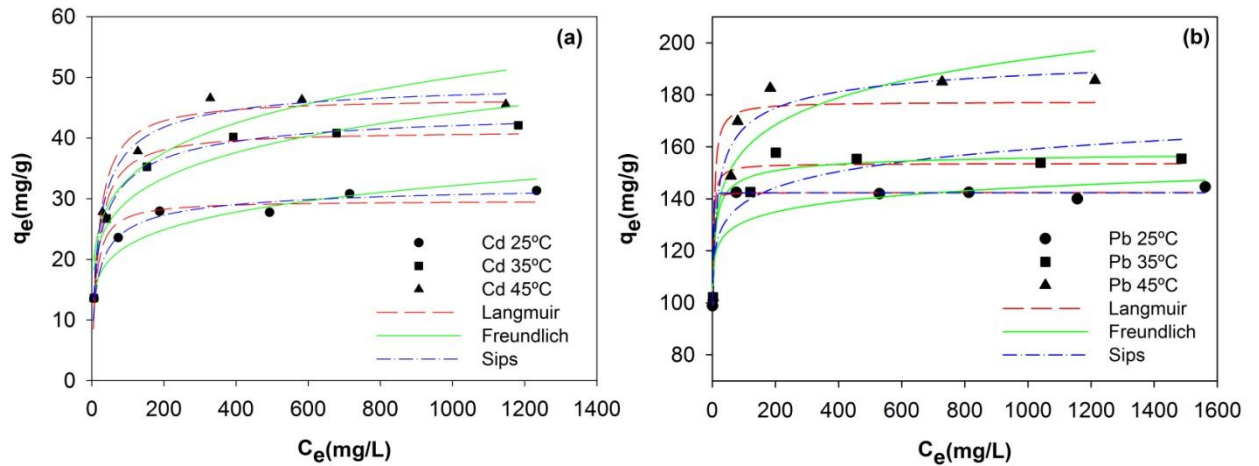 (a)
60
50
40
30
20
10
0
qe(mg/g)
Cd 25ºC
Cd 35ºC
Cd 45ºC
Langmuir
Freundlich
Sips
0 200 400 600 800 1000 1200 1400
Ce(mg/L)
(b)
200
180
160
140
120
100
80
qe(mg/g)
Pb 25ºC
Pb 35ºC
Pb 45ºC
Langmuir
Freundlich
Sips
0 200 400 600 800 1000 1200 1400 1600
Ce(mg/L)